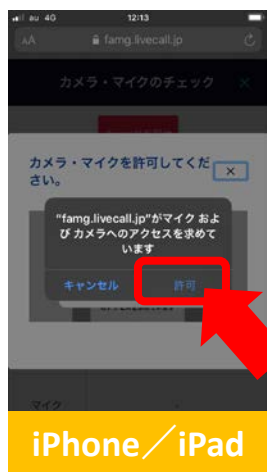 au 4G 12:13
AA famg.livecall.jp
カメラ・マイクのチェック ×
カメラ・マイクを許可してくだ
さい。
×
"famg.livecall.jp"がマイク およ
び カメラへのアクセスを求めて
います
キャンセル 許可
マイク -
iPhone／iPad